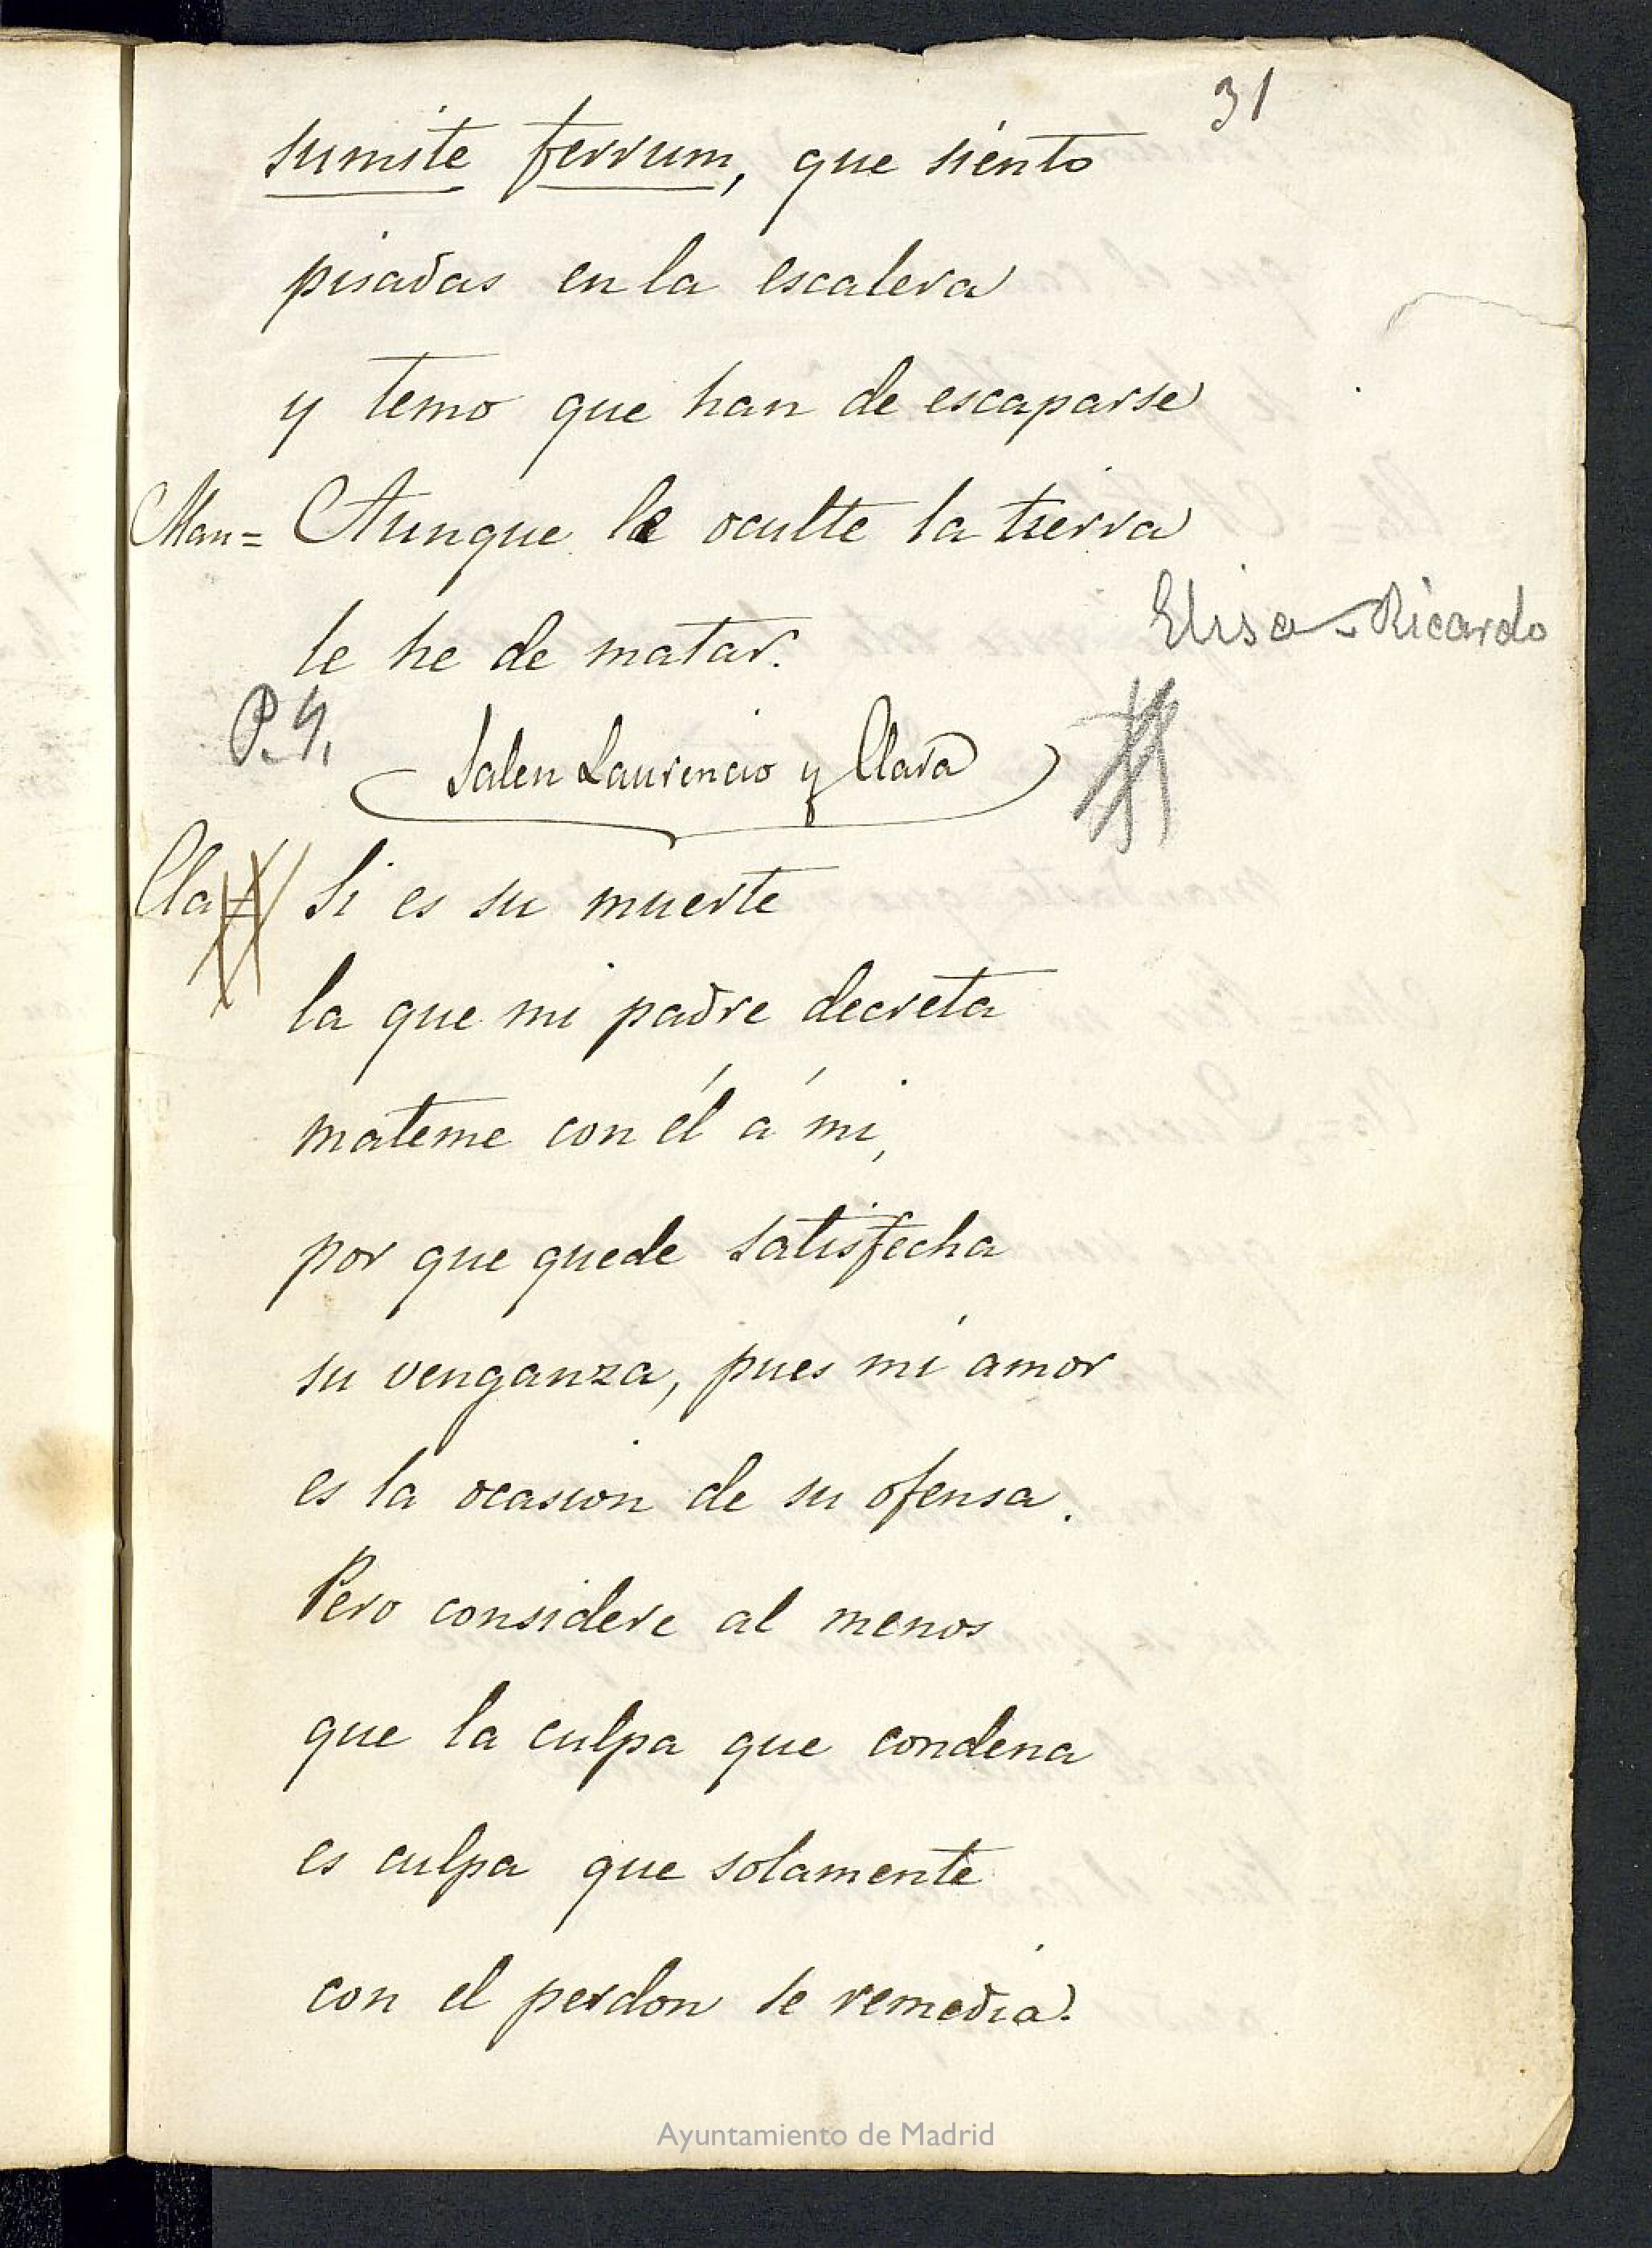 31
sumite ferrum, que siento
pisadas en la escalera
y temo que han de escaparse
Man= Aunque le oculte la tierra
le he de matar.
Elisa - Ricardo
P. Y.
Salen Laurencio y Clara
Cla= Si es su muerte
la que mi padre decreta
mateme con él á mi,
por que quede satisfecha
su venganza, pues mi amor
es la ocasion de su ofensa.
Pero considere al menos
que la culpa que condena
es culpa que solamente
con el perdon se remedia.
Ayuntamiento de Madrid